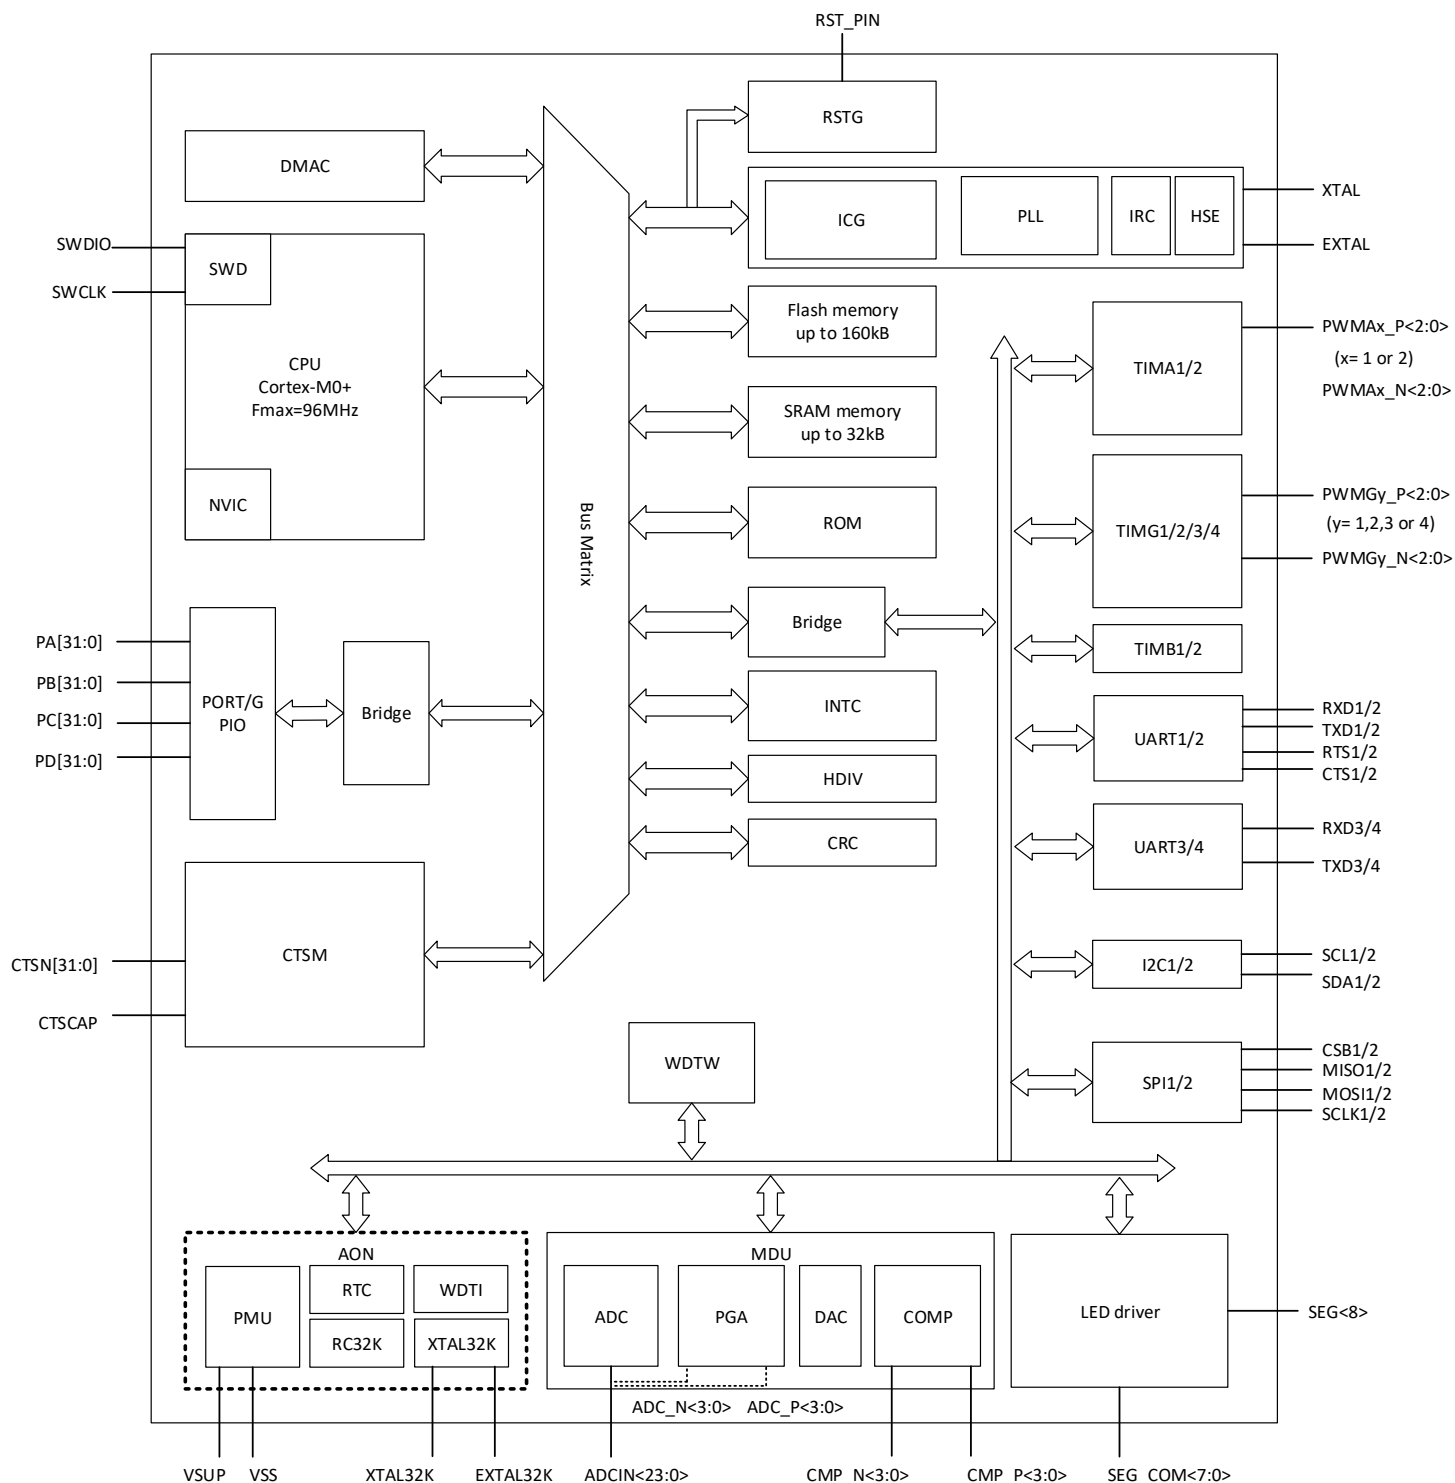 RST_PIN
RSTG
DMAC
ICG
PLL
IRC
HSE
XTAL
EXTAL
SWDIO
SWCLK
SWD
CPU
Cortex-M0+
Fmax=96MHz
NVIC
Bus Matrix
Flash memory
up to 160kB
SRAM memory
up to 32kB
ROM
Bridge
INTC
HDIV
CRC
TIMA1/2
PWMAx_P<2:0>
(x= 1 or 2)
PWMAx_N<2:0>
TIMG1/2/3/4
PWMGy_P<2:0>
(y= 1,2,3 or 4)
PWMGy_N<2:0>
TIMB1/2
UART1/2
RXD1/2
TXD1/2
RTS1/2
CTS1/2
UART3/4
RXD3/4
TXD3/4
I2C1/2
SCL1/2
SDA1/2
SPI1/2
CSB1/2
MISO1/2
MOSI1/2
SCLK1/2
PA[31:0]
PB[31:0]
PC[31:0]
PD[31:0]
PORT/G
PIO
Bridge
CTSM
CTSN[31:0]
CTSCAP
WDTW
AON
PMU
RTC
WDTI
RC32K
XTAL32K
MDU
ADC
PGA
DAC
COMP
LED driver
SEG<8>
ADC_N<3:0>
ADC_P<3:0>
VSUP
VSS
XTAL32K
EXTAL32K
ADCIN<23:0>
CMP_N<3:0>
CMP_P<3:0>
SEG_COM<7:0>